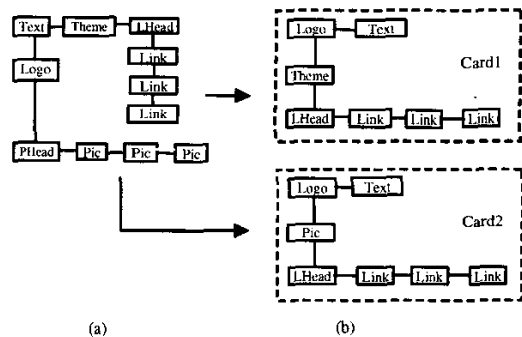 Text Theme LHead
Link
Logo
Link
Link
PHead Pic Pic Pic
Logo Text
Card1
Theme
LHead Link Link Link
Logo Text
Card2
Pic
LHead Link Link Link
(a) (b)